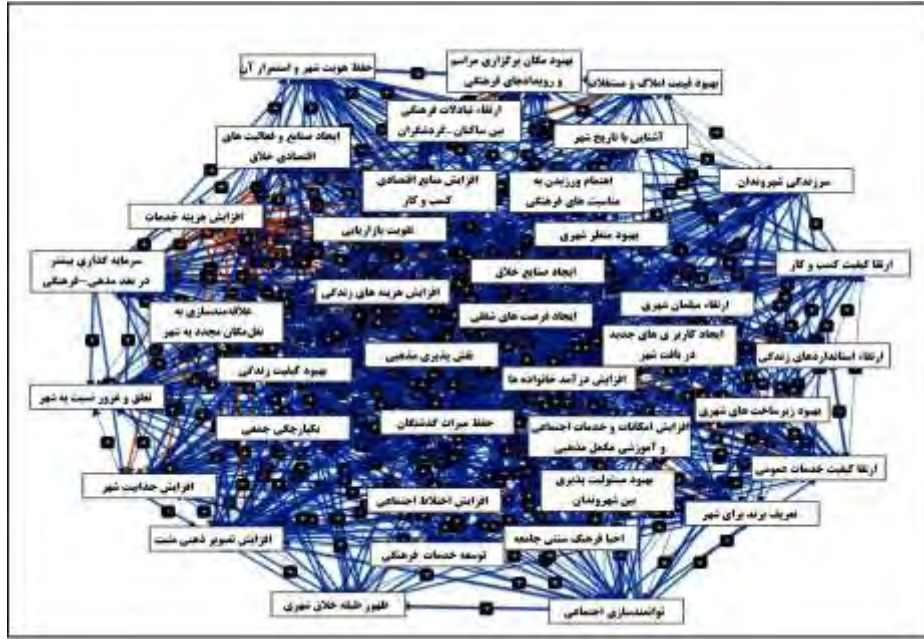 حفظ هویت شهر و استمرار آن
بهبود مکان برگزاری مراسم
و رویدادهای فرهنگی
بهبود قیمت املاک و مستغلات
ارتقاء تبادلات فرهنگی
بین ساکنان -گردشگران
ایجاد صنایع و فعالیت های
اقتصادی خلاق
آشنایی با تاریخ شهر
افزایش منابع اقتصادی
کسب و کار
اهتمام ورزیدن به
مناسبت های فرهنگی
سرزندگی شهروندان
افزایش هزینه خدمات
تقویت بازاریابی
بهبود منظر شهری
سرمایه گذاری بیشتر
در بعد مذهبی-فرهنگی
ایجاد صنایع خلاق
ارتقا کیفیت کسب و کار
افزایش هزینه های زندگی
ارتقاء مبلمان شهری
علاقه‌مندسازی به
نقل‌مکان مجدد به شهر
ایجاد فرصت های شغلی
ایجاد کاربری های جدید
در بافت شهر
نقش پذیری مذهبی
ارتقاء استانداردهای زندگی
بهبود کیفیت زندگی
افزایش درآمد خانواده ها
تعلق و غرور نسبت به شهر
بهبود زیرساخت های شهری
یکپارچگی جمعی
حفظ میراث گذشتگان
افزایش امکانات و خدمات اجتماعی
و آموزشی مکمل مذهبی
ارتقا کیفیت خدمات عمومی
افزایش جذابیت شهر
افزایش اختلاط اجتماعی
بهبود مسئولیت پذیری
بین شهروندان
تعریف برند برای شهر
افزایش تصویر ذهنی مثبت
توسعه خدمات فرهنگی
احیا فرهنگ سنتی جامعه
ظهور طبقه خلاق شهری
توانمندسازی اجتماعی